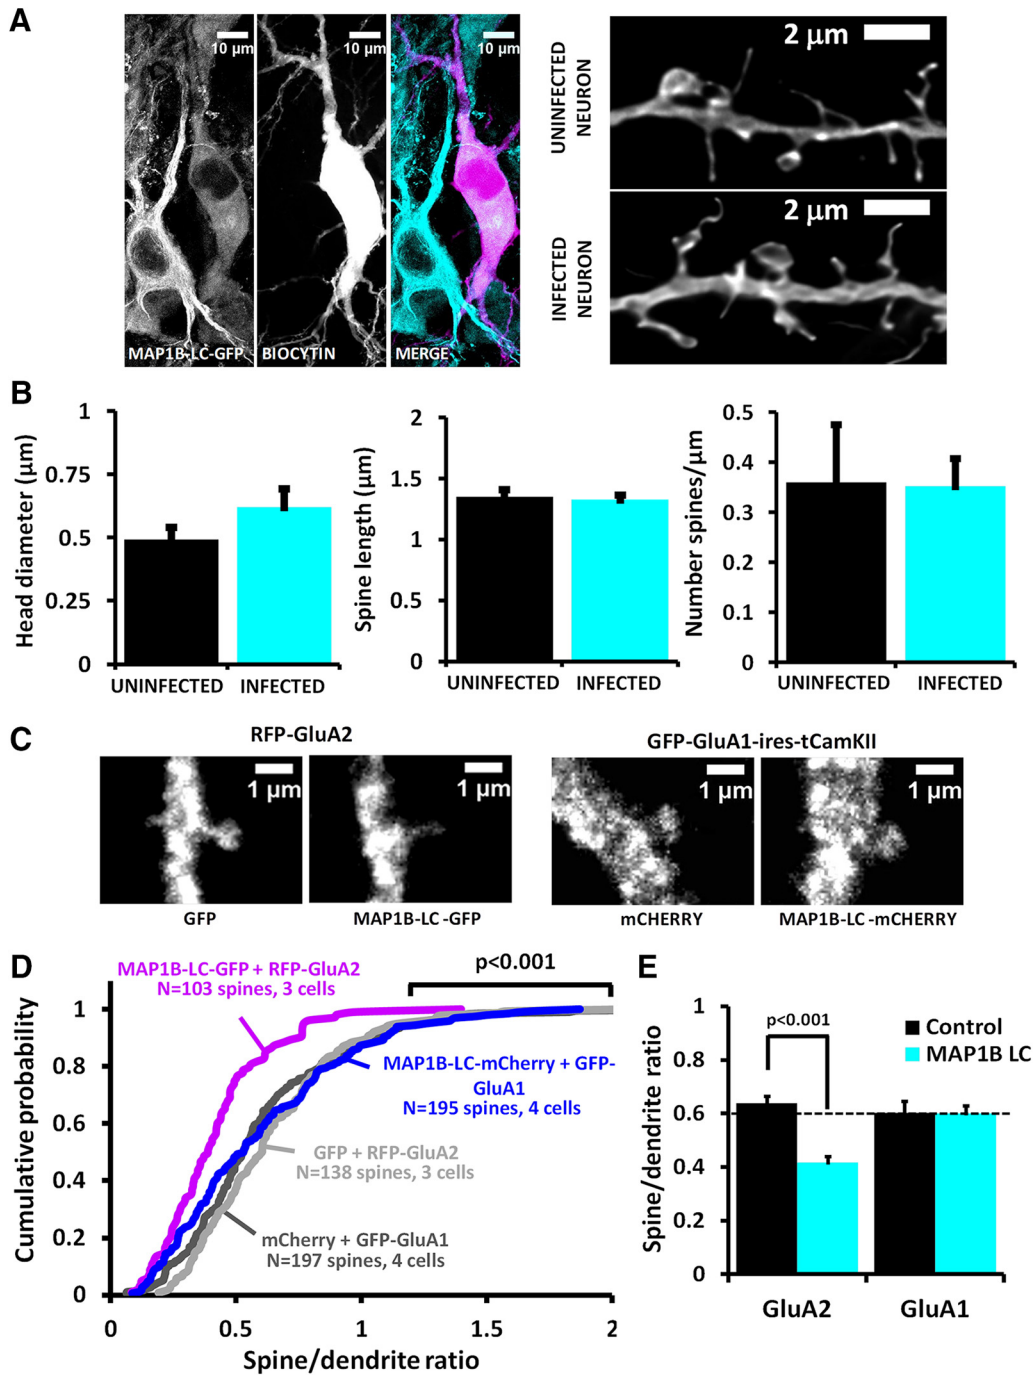 A
10 µm
10 µm
10 µm
MAP1B-LC-GFP
BIOCYTIN
MERGE
UNINFECTED
NEURON
2 µm
INFECTED
NEURON
2 µm
B
Head diameter (µm)
1
0.75
0.5
0.25
0
UNINFECTED
INFECTED
Spine length (µm)
2
1.5
1
0.5
0
UNINFECTED
INFECTED
Number spines/µm
0.5
0.4
0.3
0.2
0.1
0
UNINFECTED
INFECTED
C
RFP-GluA2
GFP-GluA1-ires-tCamKII
1 µm
1 µm
1 µm
1 µm
GFP
MAP1B-LC -GFP
mCHERRY
MAP1B-LC -mCHERRY
D
MAP1B-LC-GFP + RFP-GluA2
N=103 spines, 3 cells
p<0.001
MAP1B-LC-mCherry + GFP-
GluA1
N=195 spines, 4 cells
GFP + RFP-GluA2
N=138 spines, 3 cells
mCherry + GFP-GluA1
N=197 spines, 4 cells
Cumulative probability
1
0.8
0.6
0.4
0.2
0
0
0.5
1
1.5
2
Spine/dendrite ratio
E
p<0.001
Control
MAP1B LC
Spine/dendrite ratio
1
0.8
0.6
0.4
0.2
0
GluA2
GluA1